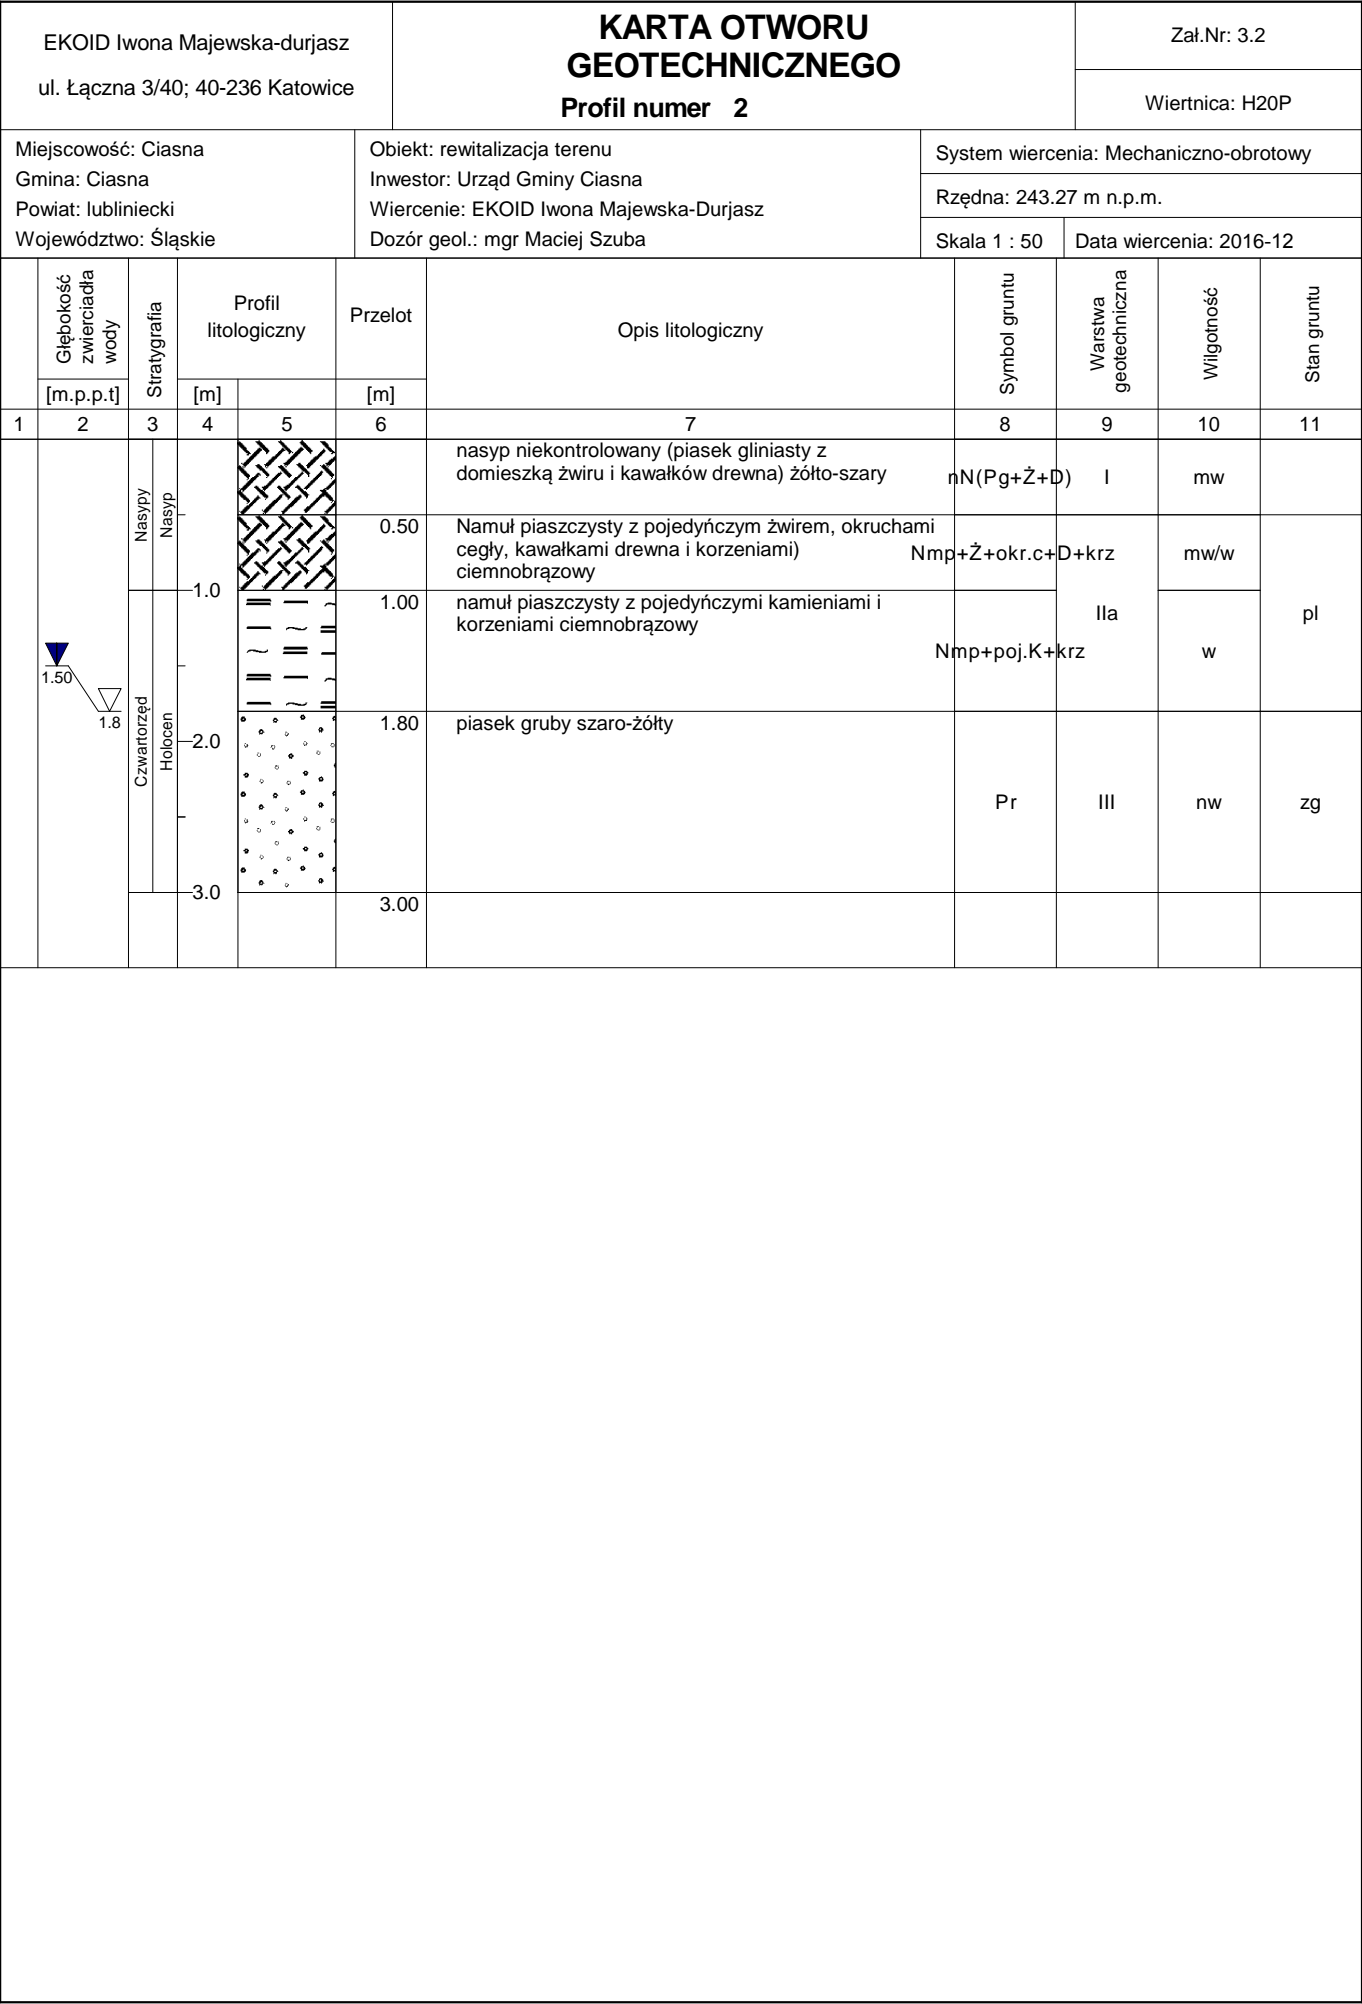 EKOID Iwona Majewska-durjasz
ul. Łączna 3/40; 40-236 Katowice
KARTA OTWORU
GEOTECHNICZNEGO
Profil numer 2
Zał.Nr: 3.2
Wiertnica: H20P
Miejscowość: Ciasna
Gmina: Ciasna
Powiat: lubliniecki
Województwo: Śląskie
Obiekt: rewitalizacja terenu
Inwestor: Urząd Gminy Ciasna
Wiercenie: EKOID Iwona Majewska-Durjasz
Dozór geol.: mgr Maciej Szuba
System wiercenia: Mechaniczno-obrotowy
Rzędna: 243.27 m n.p.m.
Skala 1 : 50
Data wiercenia: 2016-12
Głębokość
zwierciadła
wody
[m.p.p.t]
Stratygrafia
Profil
litologiczny
[m]
Przelot
[m]
Opis litologiczny
Symbol gruntu
Warstwa
geotechniczna
Wilgotność
Stan gruntu
1 2 3 4 5 6 7 8 9 10 11
Nasypy
Nasyp
nasyp niekontrolowany (piasek gliniasty z
domieszką żwiru i kawałków drewna) żółto-szary
nN(Pg+Ż+D)
I
mw
0.50
Namuł piaszczysty z pojedyńczym żwirem, okruchami
cegły, kawałkami drewna i korzeniami)
ciemnobrązowy
Nmp+Ż+okr.c+D+krz
mw/w
1.0
1.00
namuł piaszczysty z pojedyńczymi kamieniami i
korzeniami ciemnobrązowy
Nmp+poj.K+krz
IIa
w
pl
1.50
1.8
Czwartorzęd
Holocen
1.80
piasek gruby szaro-żółty
2.0
Pr
III
nw
zg
3.0
3.00